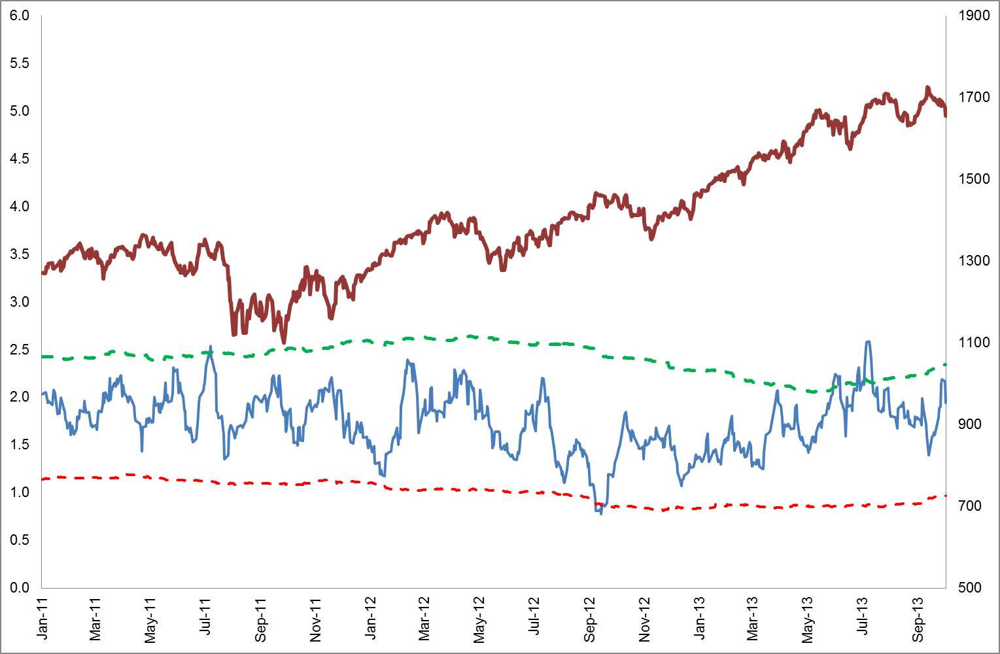 6.0
5.5
5.0
4.5
4.0
3.5
3.0
2.5
2.0
1.5
1.0
0.5
0.0
1900
1700
1500
1300
1100
900
700
500
Jan-11
Mar-11
May-11
Jul-11
Sep-11
Nov-11
Jan-12
Mar-12
May-12
Jul-12
Sep-12
Nov-12
Jan-13
Mar-13
May-13
Jul-13
Sep-13